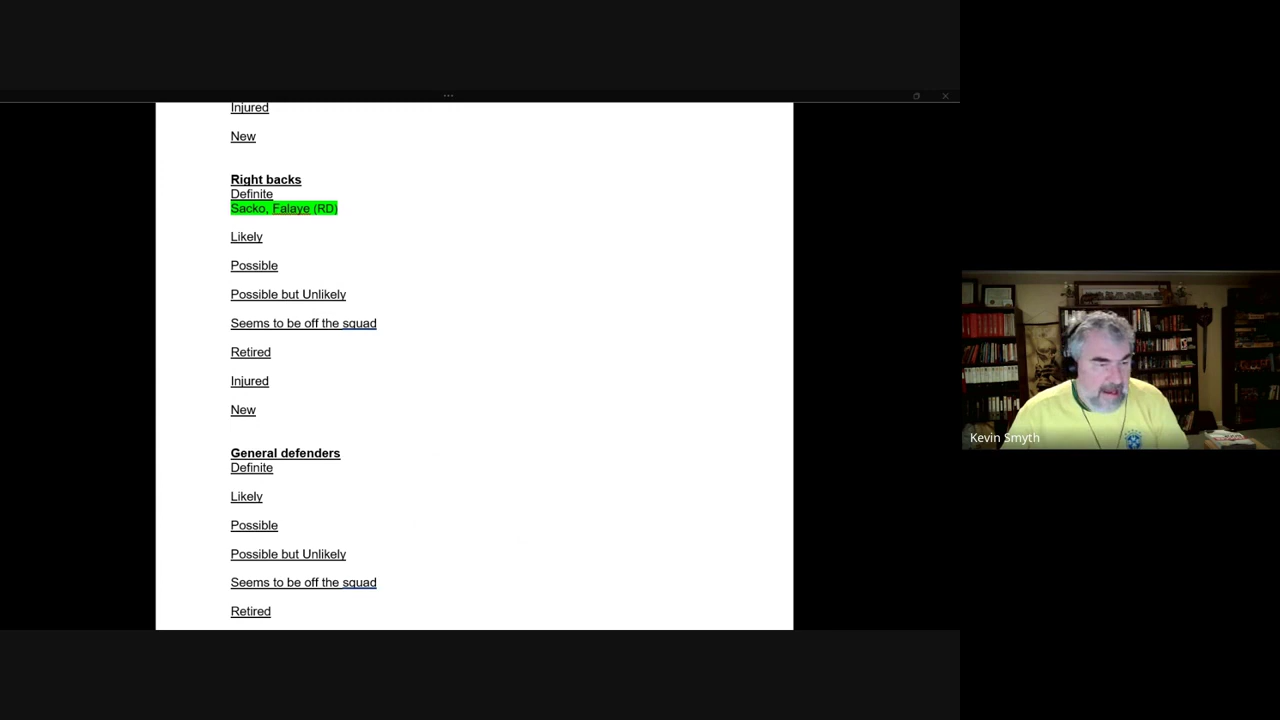 Injured
New
Right backs
Definite
Sacko, Falaye (RD)
Likely
Possible
Possible but Unlikely
Seems to be off the squad
Retired
Injured
New
General defenders
Definite
Likely
Possible
Possible but Unlikely
Seems to be off the squad
Retired
Kevin Smyth